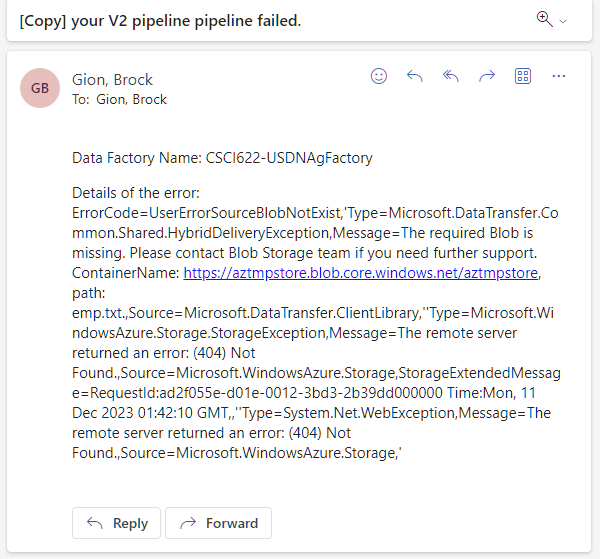 [Copy] your V2 pipeline pipeline failed.
GB
Gion, Brock
To: Gion, Brock
Data Factory Name: CSCI622-USDNAgFactory
Details of the error:
ErrorCode=UserErrorSourceBlobNotExist,'Type=Microsoft.DataTransfer.Co
mmon.Shared.HybridDeliveryException,Message=The required Blob is
missing. Please contact Blob Storage team if you need further support.
ContainerName: https://aztmpstore.blob.core.windows.net/aztmpstore,
path:
emp.txt.,Source=Microsoft.DataTransfer.ClientLibrary,''Type=Microsoft.Wi
ndowsAzure.Storage.StorageException,Message=The remote server
returned an error: (404) Not
Found.,Source=Microsoft.WindowsAzure.Storage,StorageExtendedMessag
e=RequestId:ad2f055e-d01e-0012-3bd3-2b39dd000000 Time:Mon, 11
Dec 2023 01:42:10 GMT,,''Type=System.Net.WebException,Message=The
remote server returned an error: (404) Not
Found.,Source=Microsoft.WindowsAzure.Storage,'
Reply
Forward